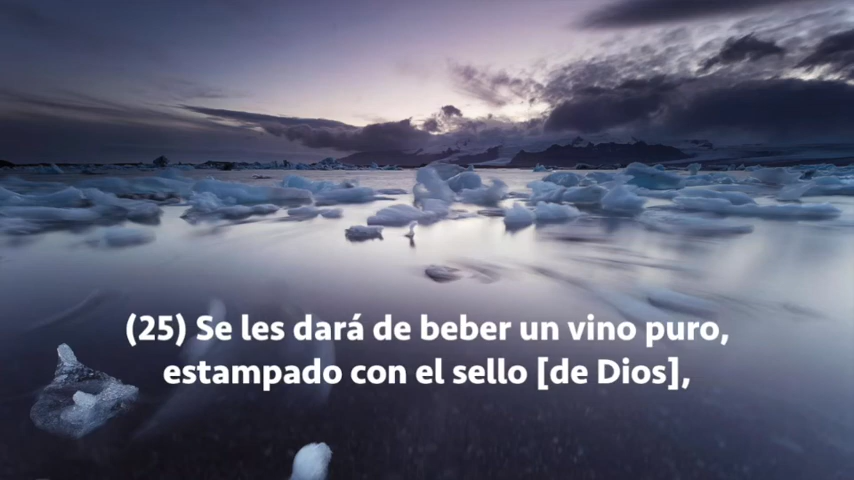 (25) Se les dará de beber un vino puro,
estampado con el sello [de Dios],